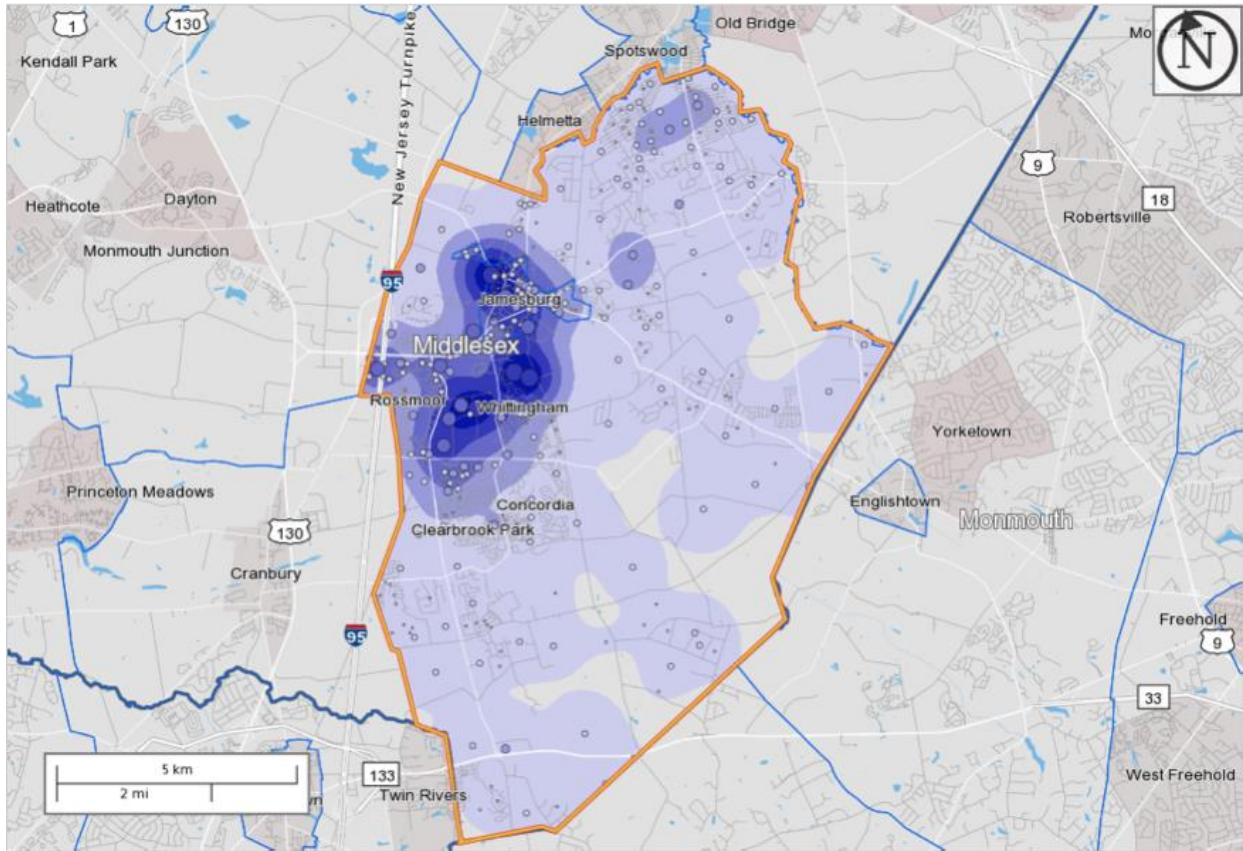 1
130
Old Bridge
Kendall Park
Spotswood
N
New Jersey Turnpike
Helmetta
9
18
Heathcote
Dayton
Robertsville
Monmouth Junction
95
Jamesburg
Middlesex
Rossmoor
Whittingham
Yorketown
Princeton Meadows
Concordia
Englishtown
Monmouth
130
Clearbrook Park
Cranbury
95
Freehold
9
33
5 km
2 mi
133
Twin Rivers
West Freehold